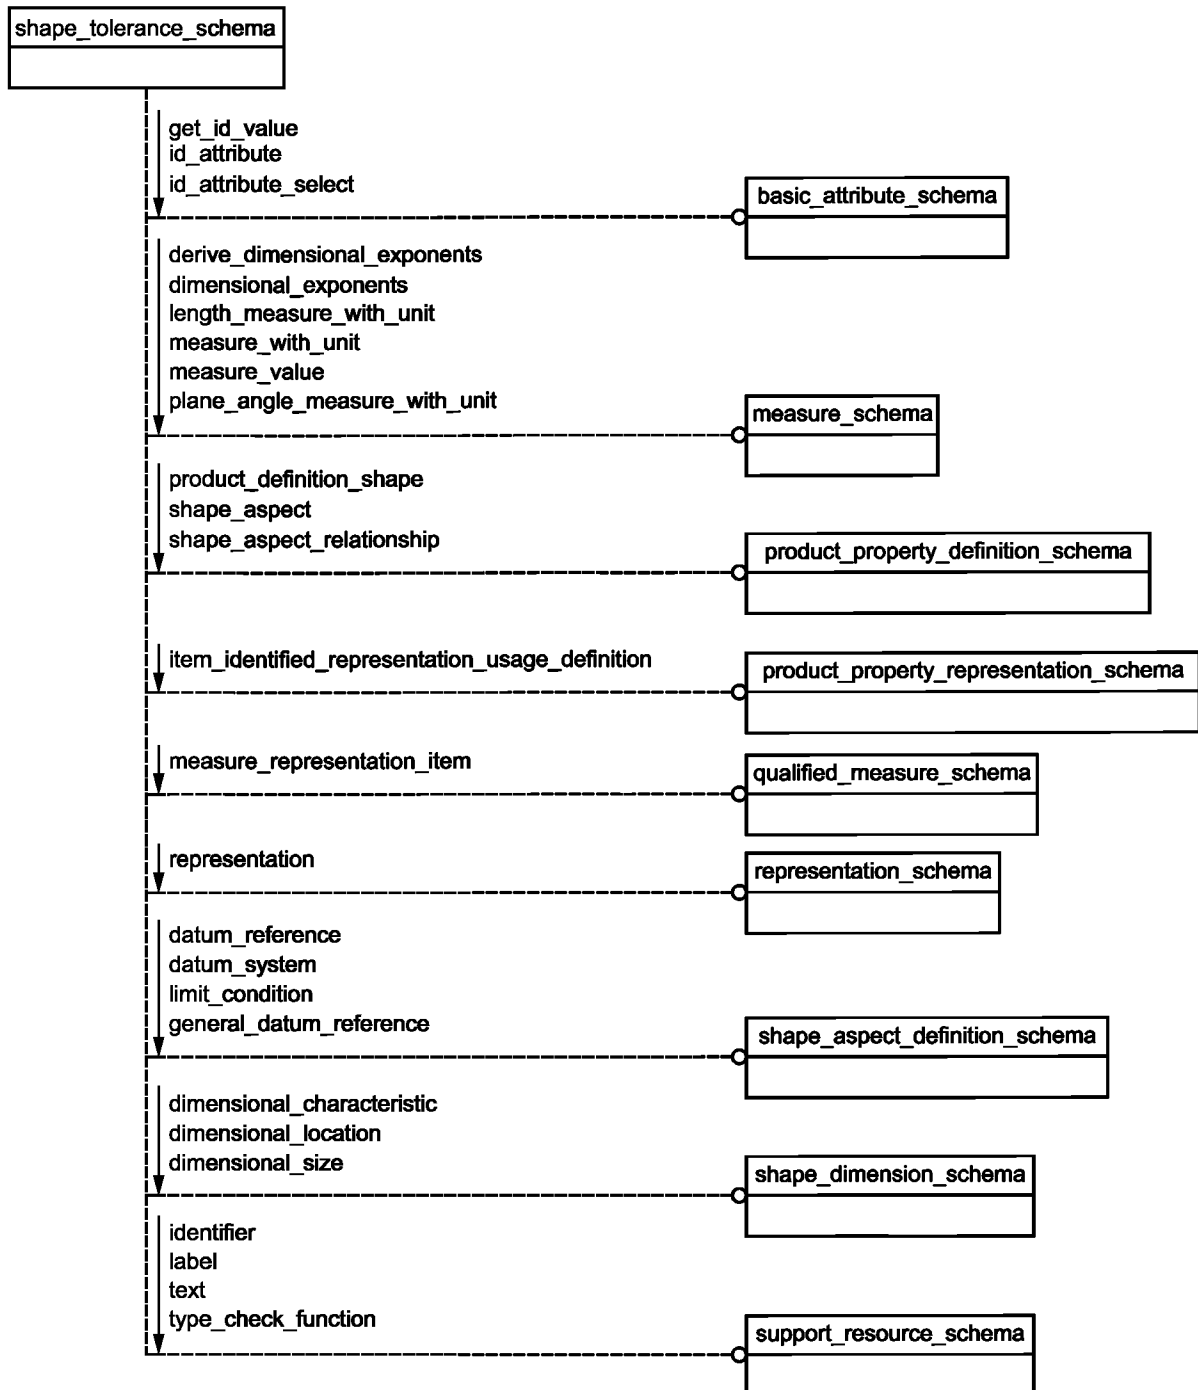 shape_tolerance_schema
get_id_value
id_attribute
id_attribute_select
basic_attribute_schema
derive_dimensional_exponents
dimensional_exponents
length_measure_with_unit
measure_with_unit
measure_value
plane_angle_measure_with_unit
measure_schema
product_definition_shape
shape_aspect
shape_aspect_relationship
product_property_definition_schema
item_identified_representation_usage_definition
product_property_representation_schema
measure_representation_item
qualified_measure_schema
representation
representation_schema
datum_reference
datum_system
limit_condition
general_datum_reference
shape_aspect_definition_schema
dimensional_characteristic
dimensional_location
dimensional_size
shape_dimension_schema
identifier
label
text
type_check_function
support_resource_schema